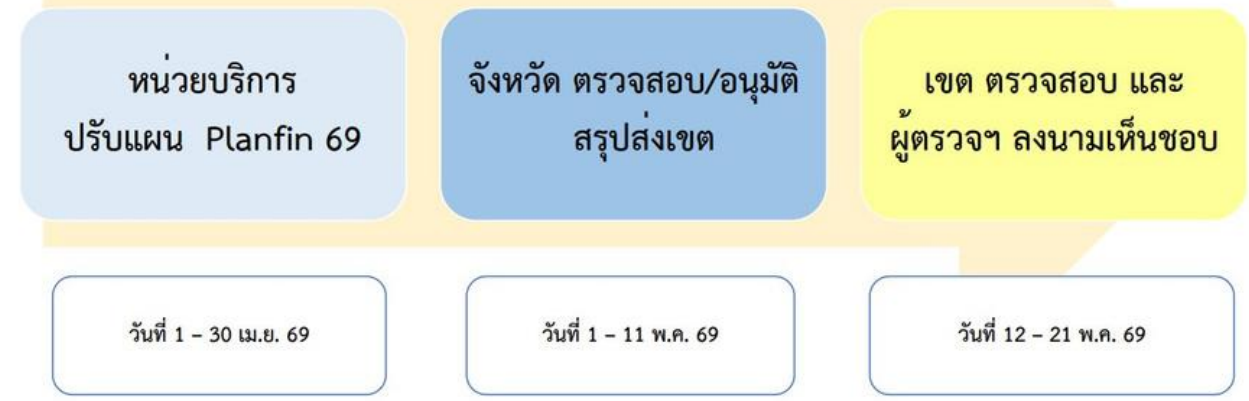 หน่วยบริการ
ปรับแผน Planfin 69
จังหวัด ตรวจสอบ/อนุมัติ
สรุปส่งเขต
เขต ตรวจสอบ และ
ผู้ตรวจฯ ลงนามเห็นชอบ
วันที่ 1 – 30 เม.ย. 69
วันที่ 1 – 11 พ.ค. 69
วันที่ 12 – 21 พ.ค. 69